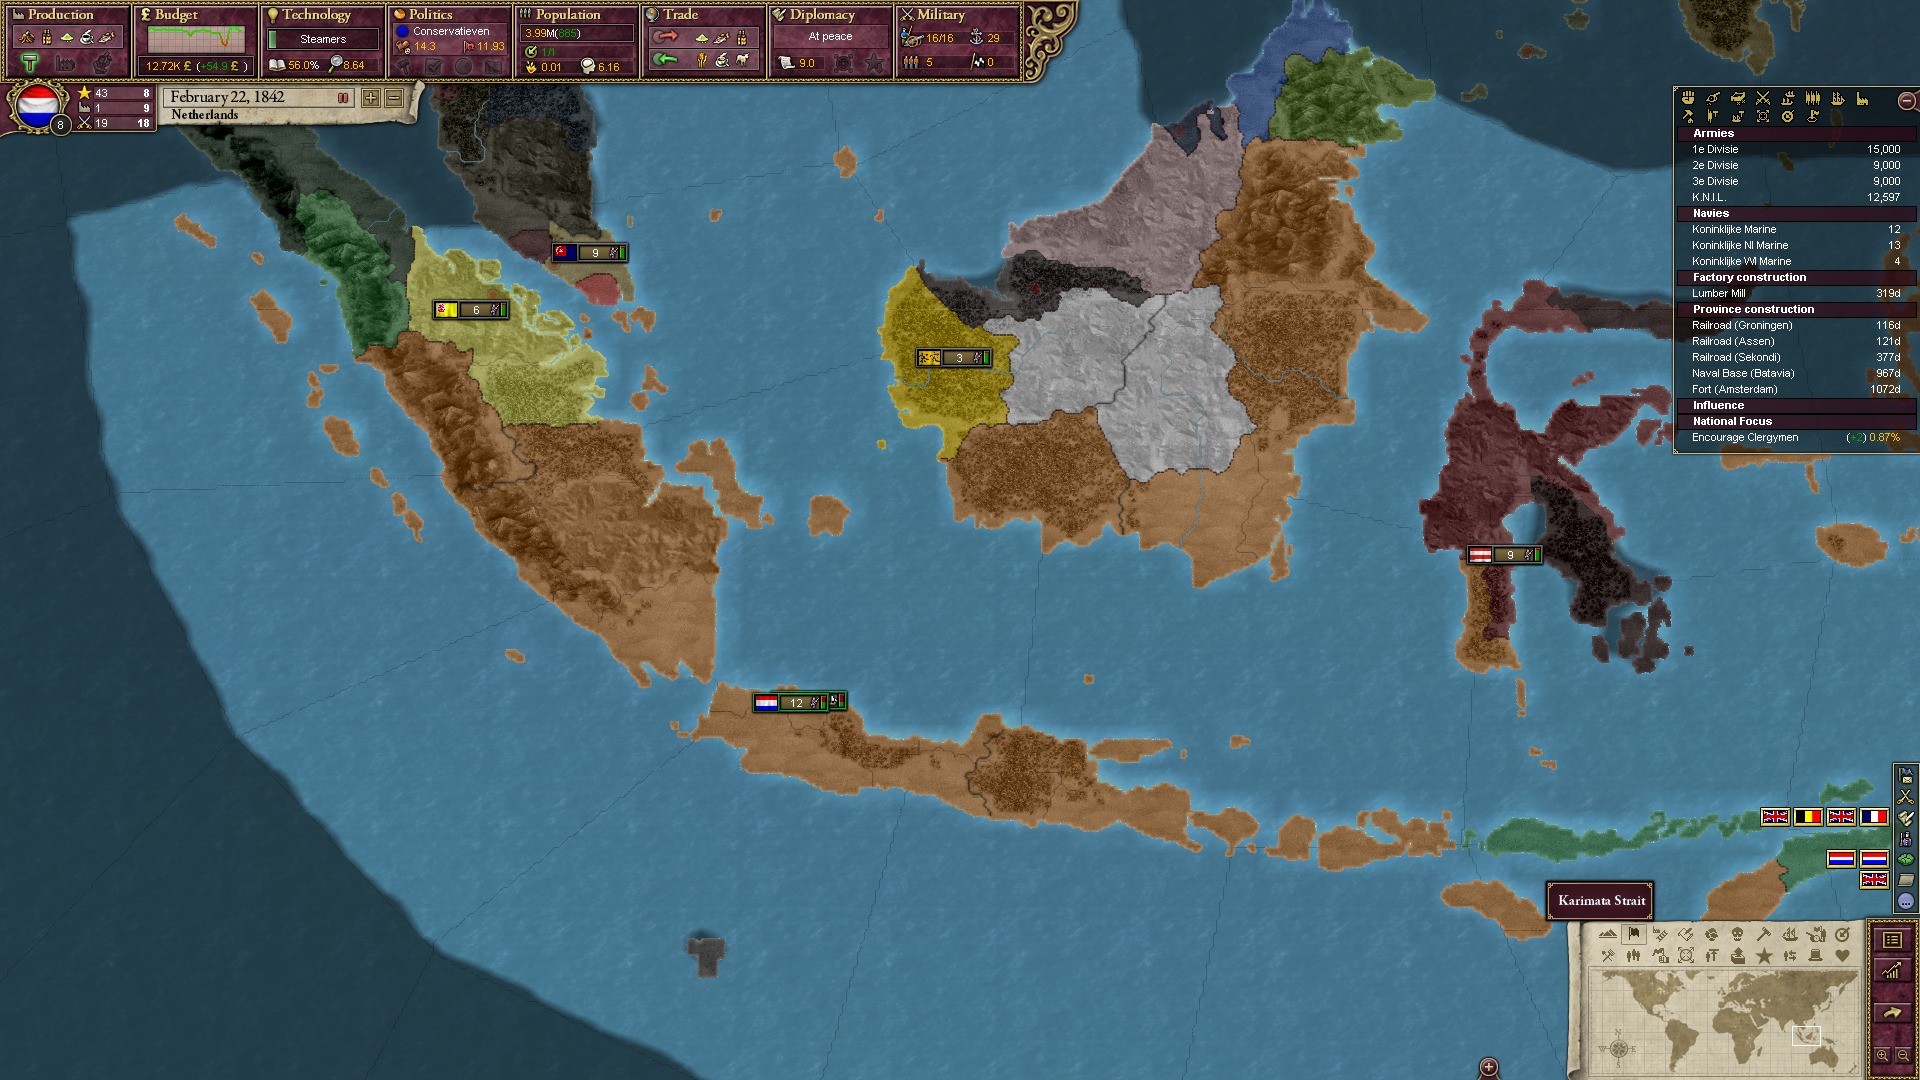 Production
Budget
12.72K £ (+54.9 £ )
Technology
Steamers
56.0% 8.64
Politics
Conservatieven
14.3 11.93
Population
3.99M(885)
1/1
0.01 6.16
Trade
Diplomacy
At peace
9.0
Military
16/16 29
5 0
43 8
1 9
19 18
8
February 22, 1842
Netherlands
9
6
3
9
12
Armies
1e Divisie 15,000
2e Divisie 9,000
3e Divisie 9,000
K.N.I.L. 12,597
Navies
Koninklijke Marine 12
Koninklijke NI Marine 13
Koninklijke WI Marine 4
Factory construction
Lumber Mill 319d
Province construction
Railroad (Groningen) 116d
Railroad (Assen) 121d
Railroad (Sekondi) 377d
Naval Base (Batavia) 967d
Fort (Amsterdam) 1072d
Influence
National Focus
Encourage Clergymen (+2) 0.87%
Karimata Strait
N
W E
S